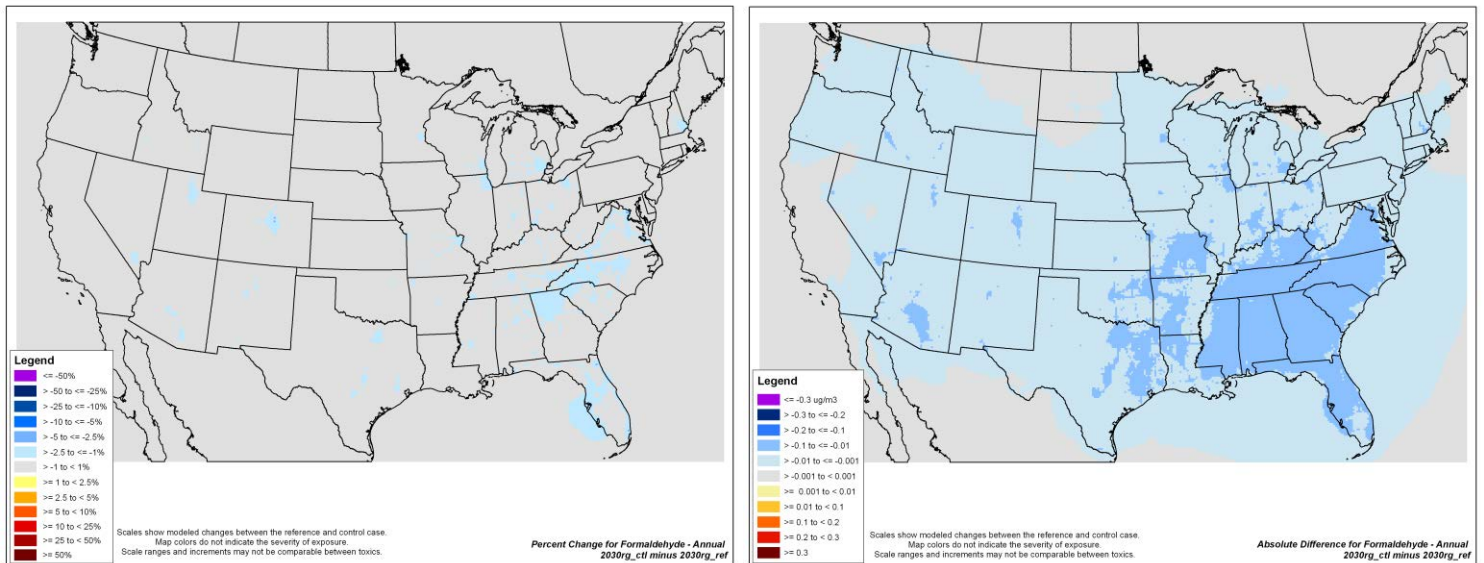 Legend
<= -50%
> -50 to <= -25%
> -25 to <= -10%
> -10 to <= -5%
> -5 to <= -2.5%
> -2.5 to <= -1%
> -1 to < 1%
>= 1 to < 2.5%
>= 2.5 to < 5%
>= 5 to < 10%
>= 10 to < 25%
>= 25 to < 50%
>= 50%
Scales show modeled changes between the reference and control case.
Map colors do not indicate the severity of exposure.
Scale ranges and increments may not be comparable between toxics.
Percent Change for Formaldehyde - Annual
2030rg_ctl minus 2030rg_ref
Legend
<= -0.3 ug/m3
> -0.3 to <= -0.2
> -0.2 to <= -0.1
> -0.1 to <= -0.01
> -0.01 to <= -0.001
> -0.001 to < 0.001
>= 0.001 to < 0.01
>= 0.01 to < 0.1
>= 0.1 to < 0.2
>= 0.2 to < 0.3
>= 0.3
Scales show modeled changes between the reference and control case.
Map colors do not indicate the severity of exposure.
Scale ranges and increments may not be comparable between toxics.
Absolute Difference for Formaldehyde - Annual
2030rg_ctl minus 2030rg_ref